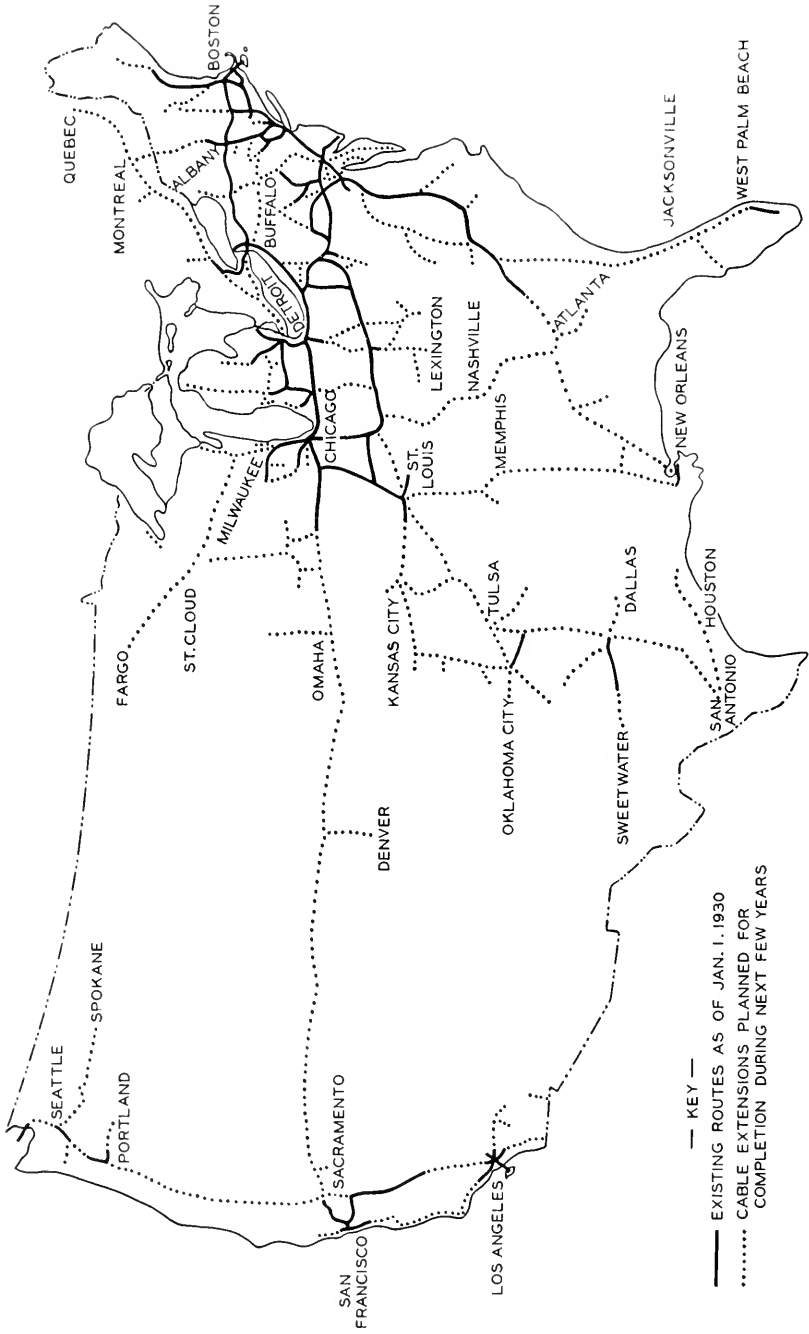 QUEBEC
MONTREAL
BOSTON
ALBANY
BUFFALO
DETROIT
FARGO
ST. CLOUD
MILWAUKEE
CHICAGO
LEXINGTON
NASHVILLE
ATLANTA
JACKSONVILLE
WEST PALM BEACH
OMAHA
KANSAS CITY
ST.
LOUIS
MEMPHIS
NEW ORLEANS
TULSA
OKLAHOMA CITY
DALLAS
SWEETWATER
HOUSTON
SAN
ANTONIO
DENVER
SEATTLE
SPOKANE
PORTLAND
SACRAMENTO
SAN
FRANCISCO
LOS ANGELES
— KEY —
EXISTING ROUTES AS OF JAN. 1. 1930
CABLE EXTENSIONS PLANNED FOR
COMPLETION DURING NEXT FEW YEARS